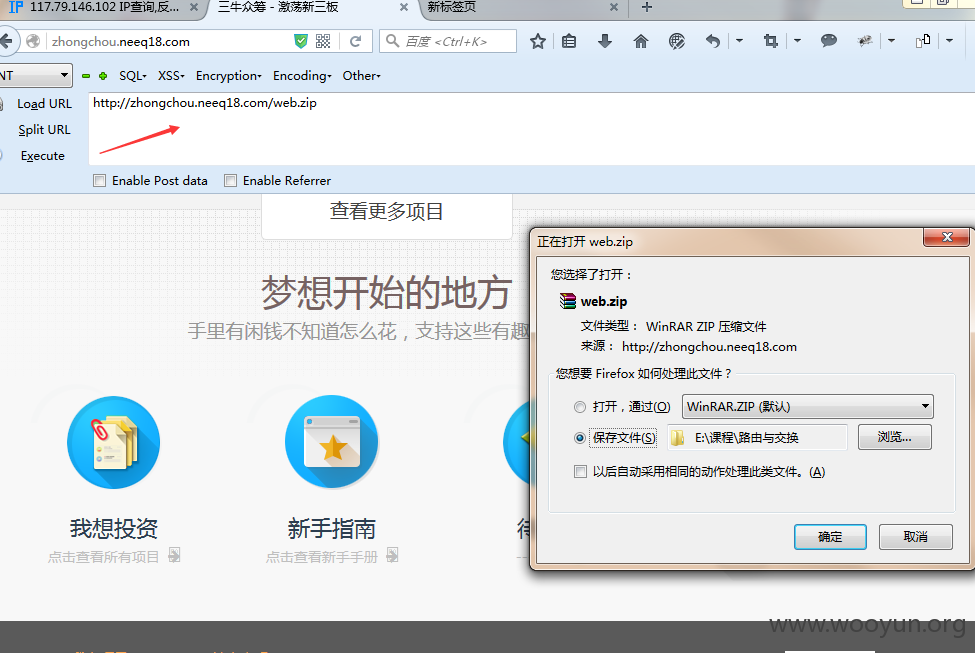 117.79.146.102 IP查询,反...
三牛众筹 - 激荡新三板
新标签页
zhongchou.neeq18.com
百度 <Ctrl+K>
NT
SQL
XSS
Encryption
Encoding
Other
Load URL
http://zhongchou.neeq18.com/web.zip
Split URL
Execute
Enable Post data
Enable Referrer
查看更多项目
梦想开始的地方
手里有闲钱不知道怎么花，支持这些有趣
我想投资
点击查看所有项目
新手指南
点击查看新手手册
正在打开 web.zip
您选择了打开：
web.zip
文件类型： WinRAR ZIP 压缩文件
来源： http://zhongchou.neeq18.com
您想要 Firefox 如何处理此文件？
打开，通过(O)
WinRAR.ZIP (默认)
保存文件(S)
E:\课程\路由与交换
浏览...
以后自动采用相同的动作处理此类文件。(A)
确定
取消
www.wooyun.org